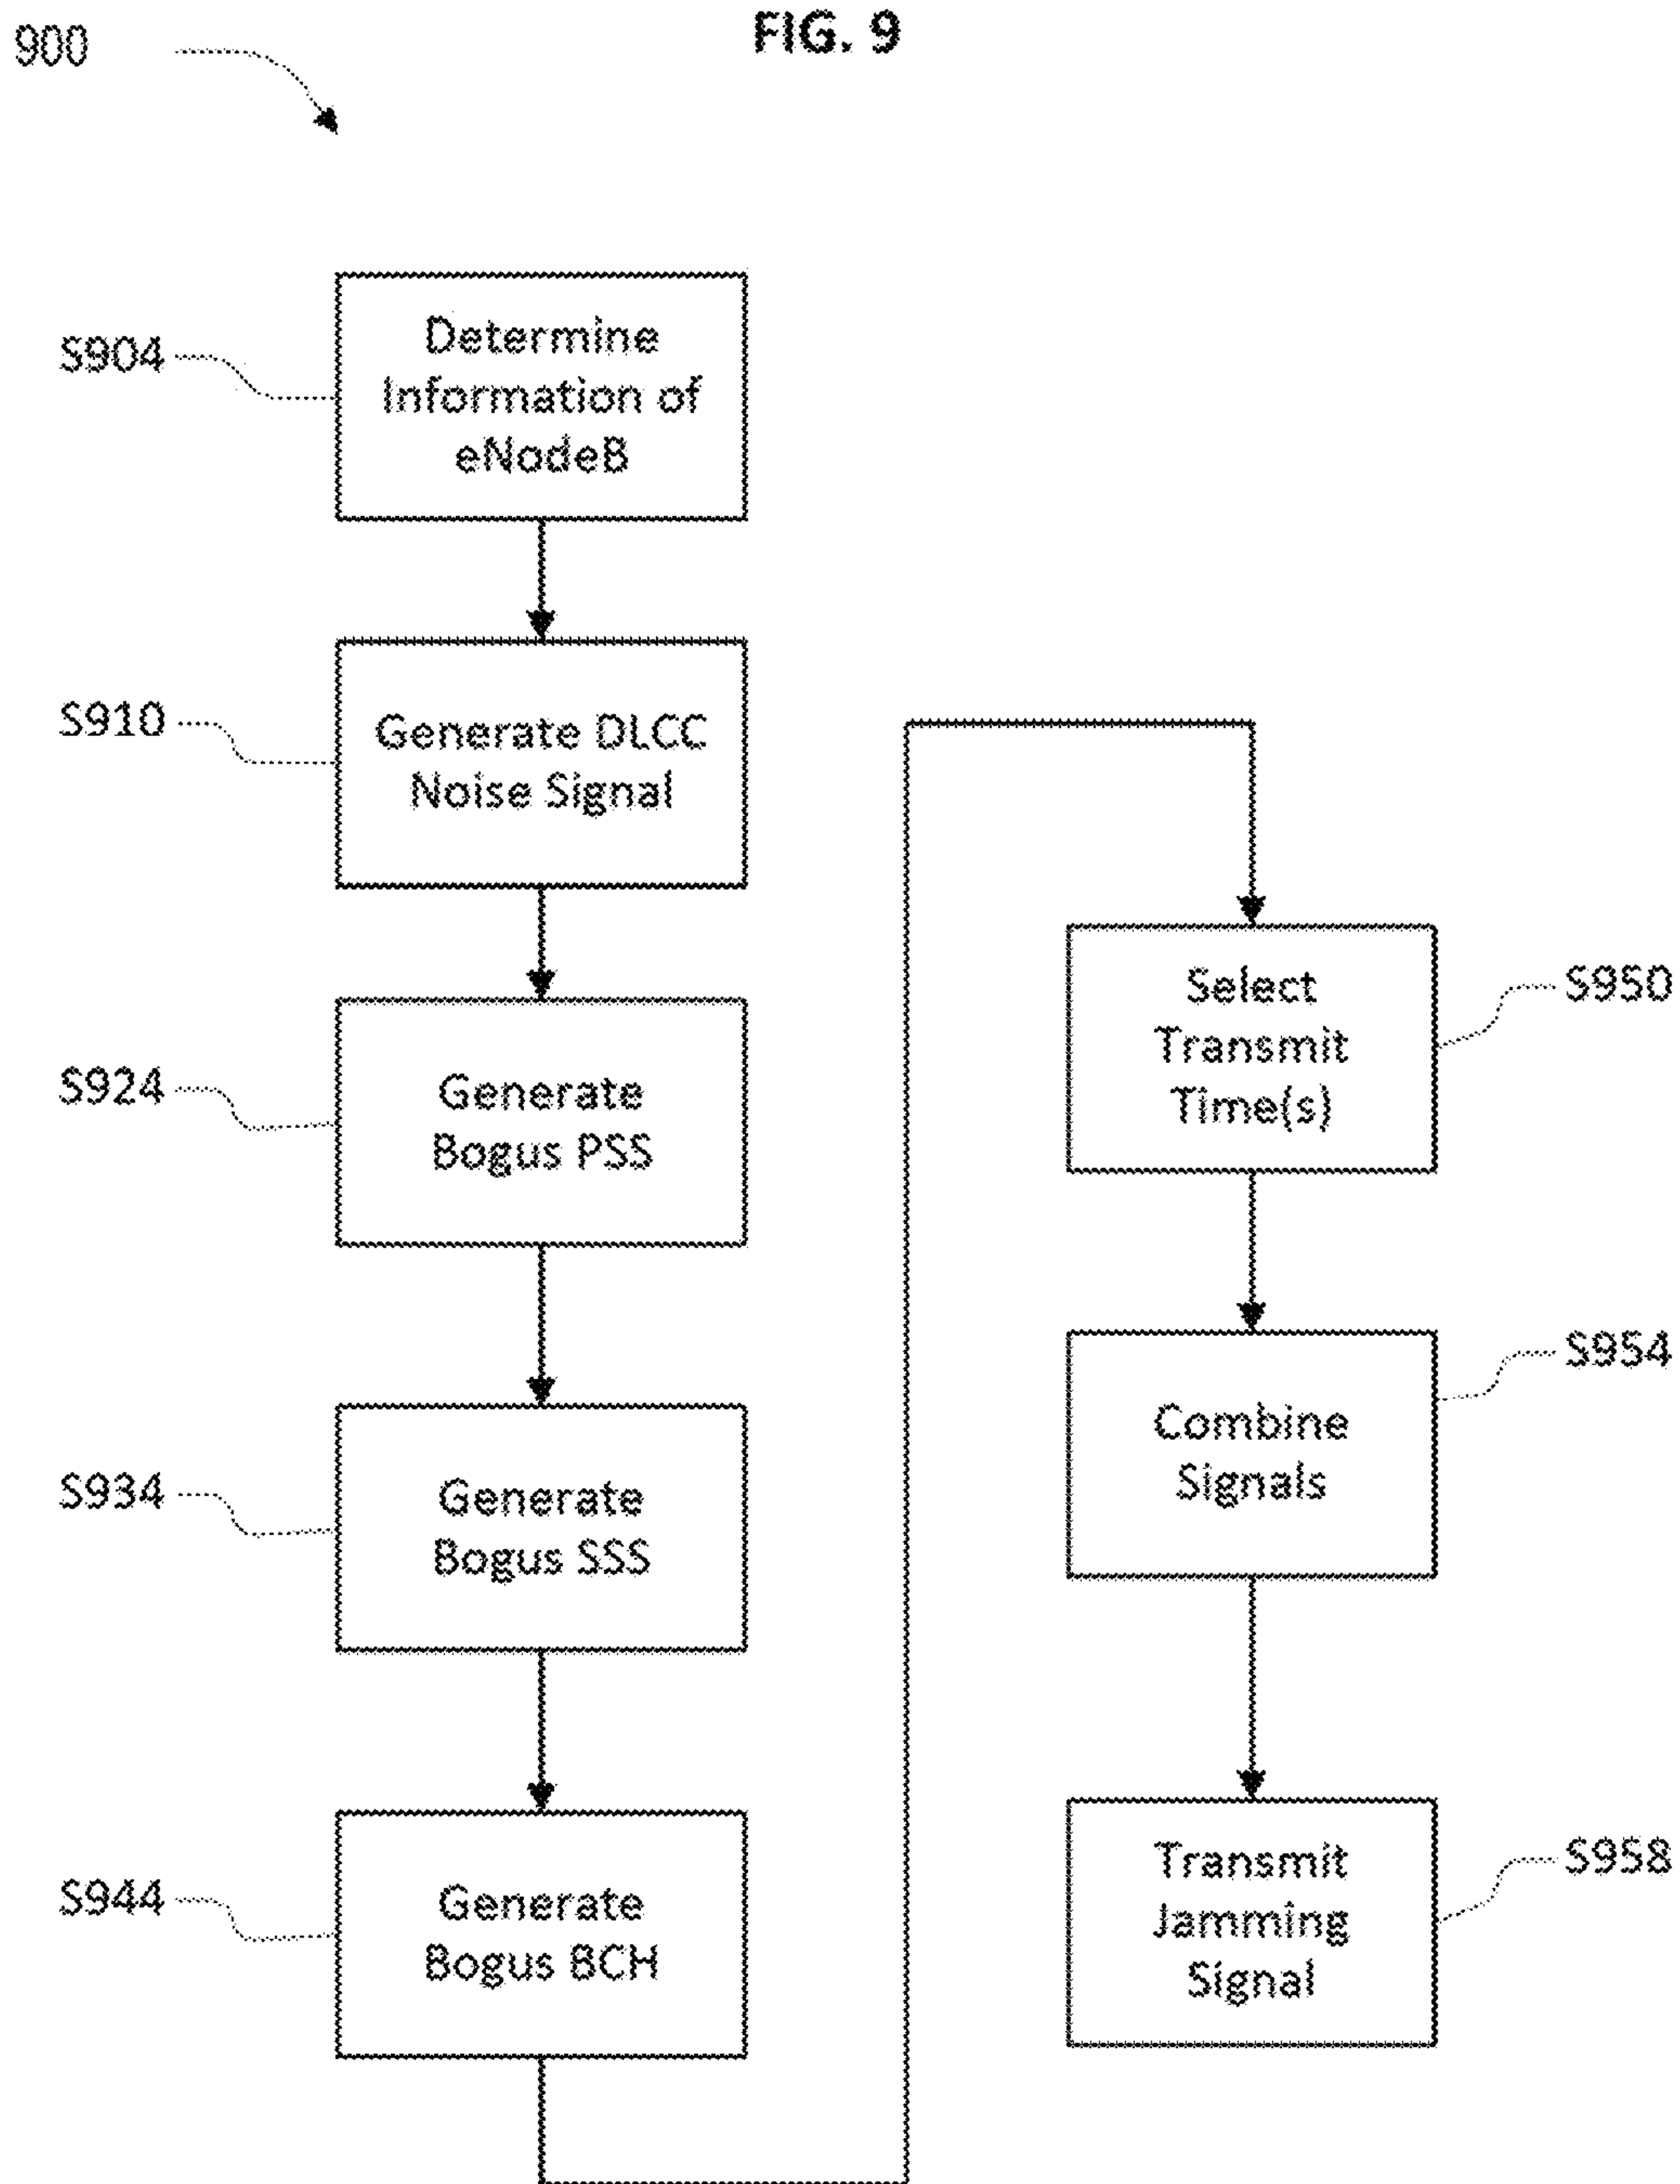 FIG. 9
900
S904
Determine
Information of
eNodeB
S910
Generate DLCC
Noise Signal
S924
Generate
Bogus PSS
S934
Generate
Bogus SSS
S944
Generate
Bogus BCH
Select
Transmit
Time(s)
S950
Combine
Signals
S954
Transmit
Jamming
Signal
S958